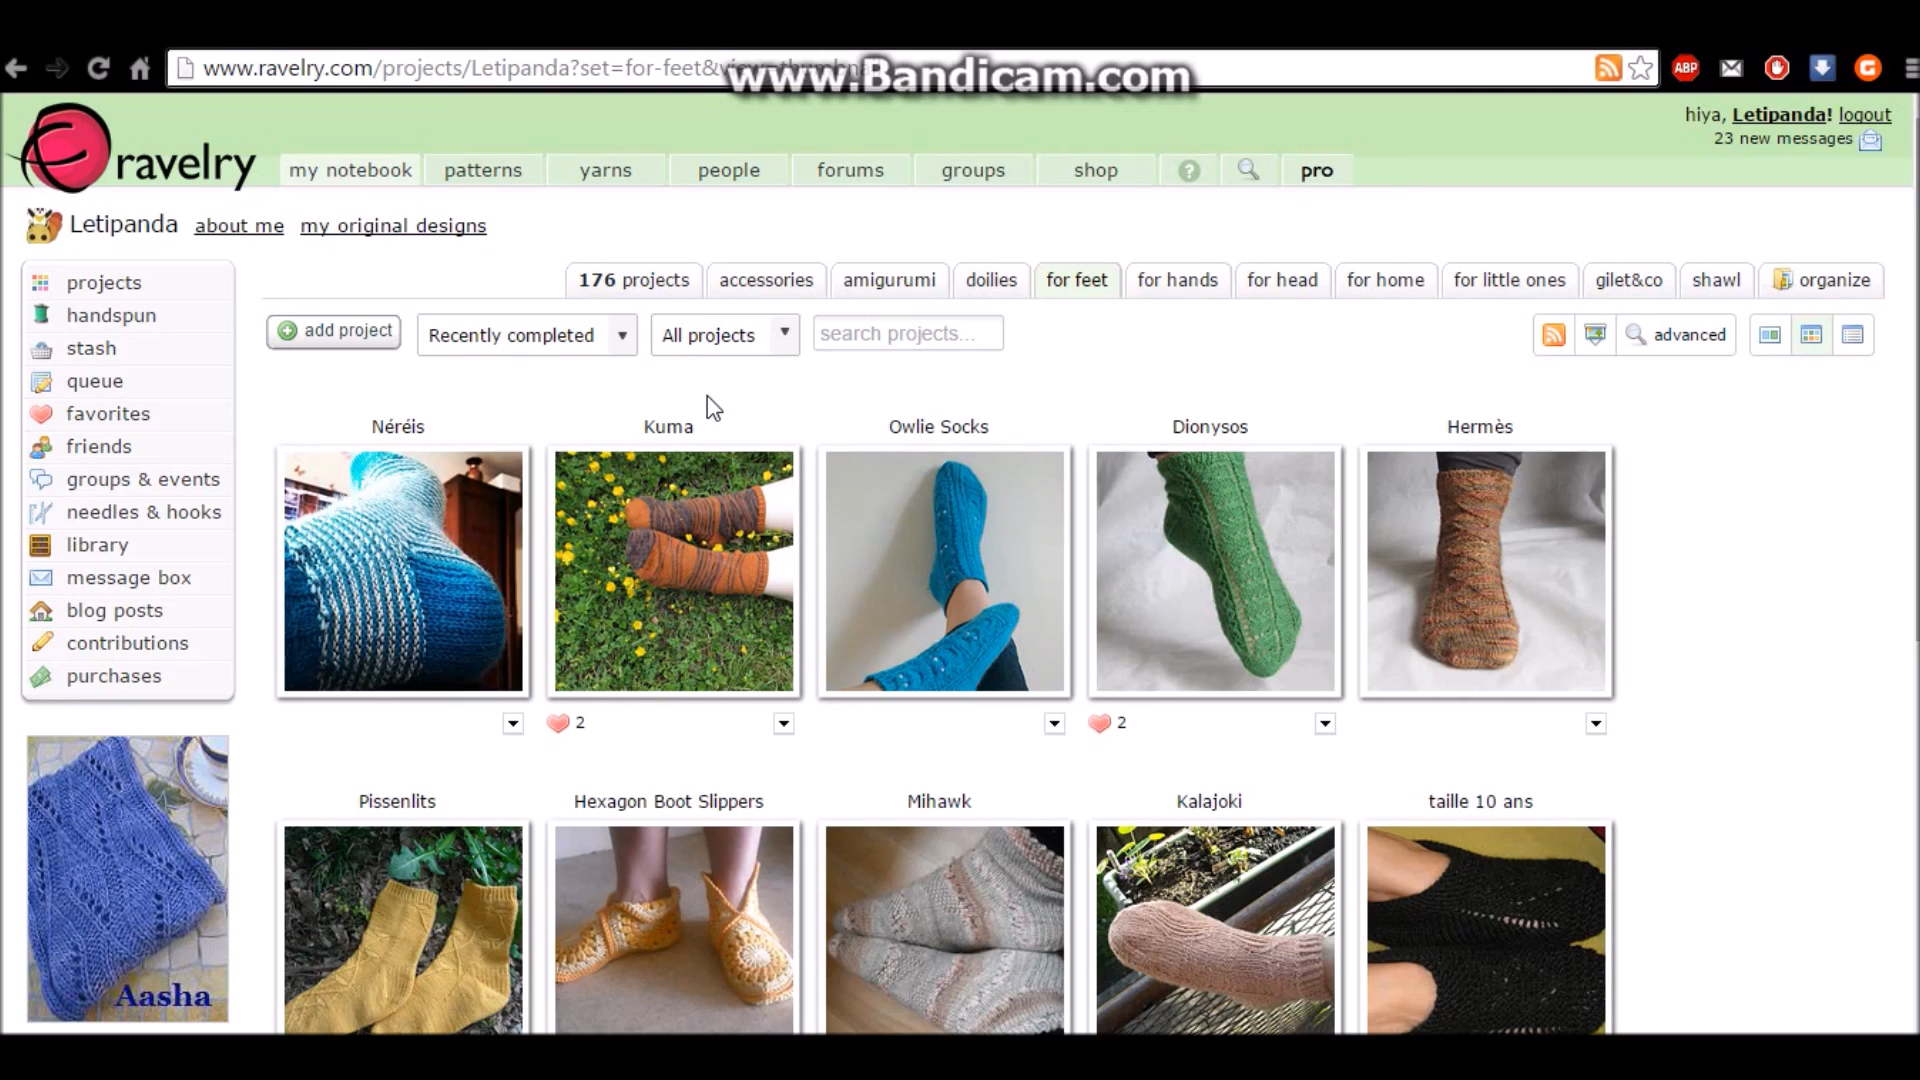 www.ravelry.com/projects/Letipanda?set=for-feet&
www.Bandicam.com
ABP
G
hiya, Letipanda! logout
23 new messages
ravelry
my notebook patterns yarns people forums groups shop ? pro
Letipanda about me my original designs
176 projects accessories amigurumi doilies for feet for hands for head for home for little ones gilet&co shawl organize
add project Recently completed All projects search projects... advanced
projects
handspun
stash
queue
favorites
friends
groups & events
needles & hooks
library
message box
blog posts
contributions
purchases
Aasha
Néréis Kuma Owlie Socks Dionysos Hermès
2 2
Pissenlits Hexagon Boot Slippers Mihawk Kalajoki taille 10 ans